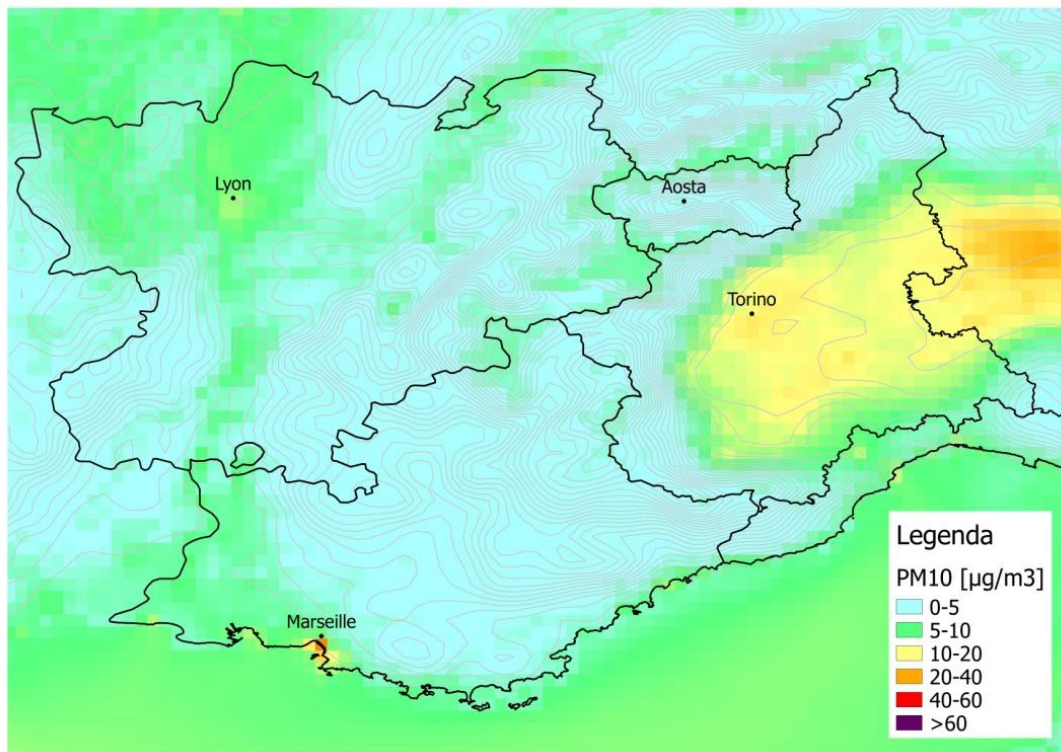 Lyon
Aosta
Torino
Marseille
Legenda
PM10 [µg/m3]
0-5
5-10
10-20
20-40
40-60
>60